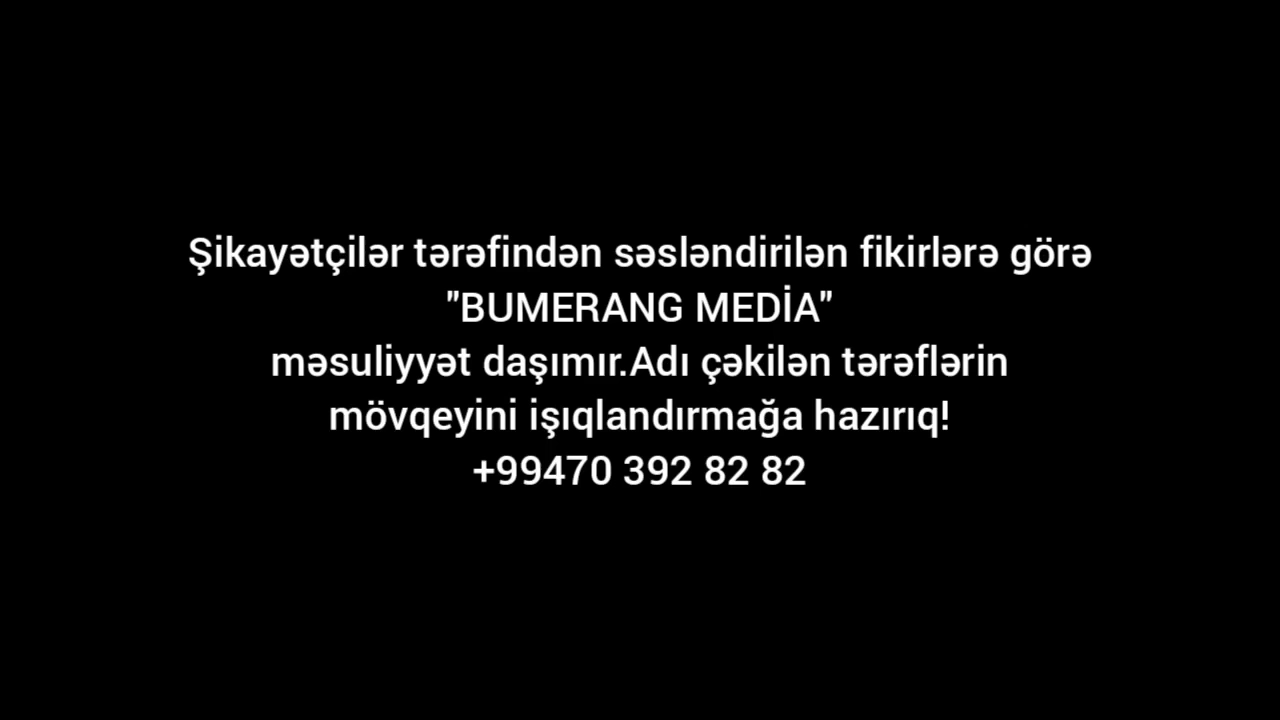 Şikayətçilər tərəfindən səsləndirilən fikirlərə görə
"BUMERANG MEDİA"
məsuliyyət daşımır.Adı çəkilən tərəflərin
mövqeyini işıqlandırmağa hazırıq!
+99470 392 82 82